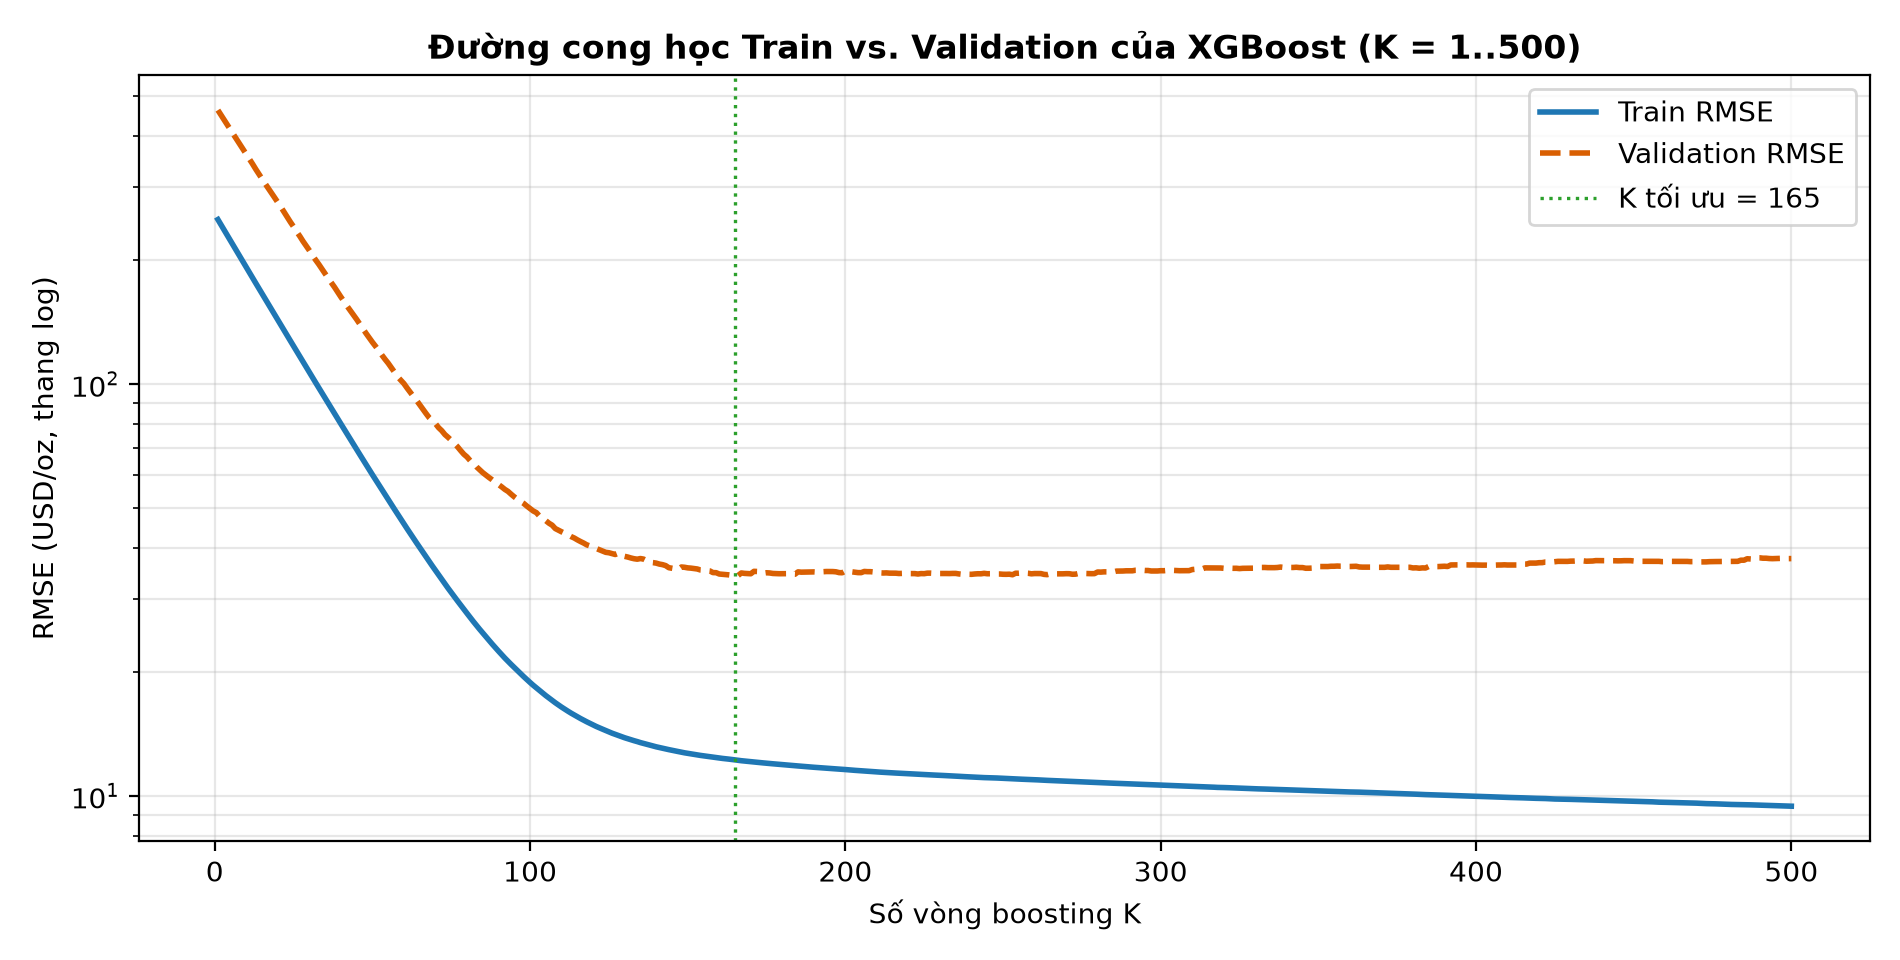 Đường cong học Train vs. Validation của XGBoost (K = 1..500)
Train RMSE
Validation RMSE
K tối ưu = 165
RMSE (USD/oz, thang log)
10²
10¹
0 100 200 300 400 500
Số vòng boosting K